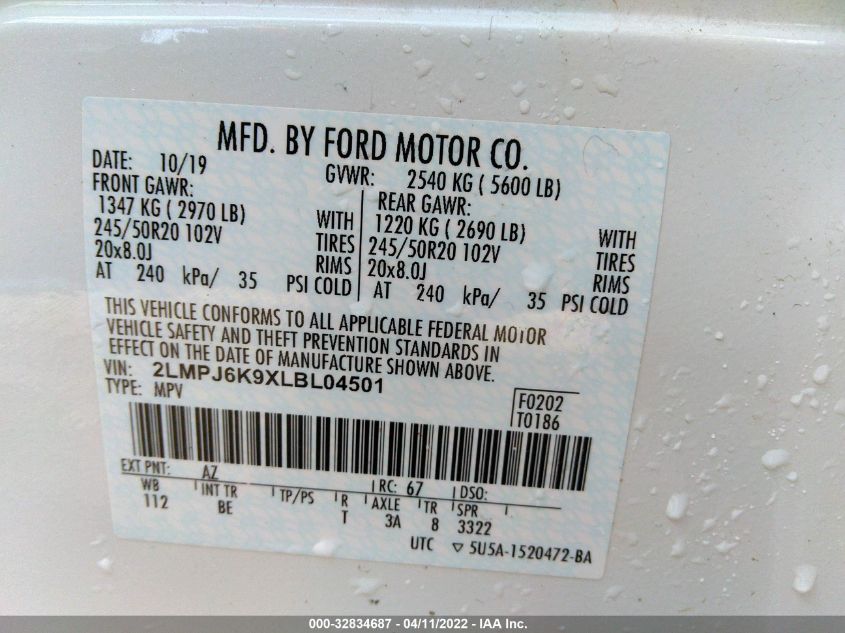 MFD. BY FORD MOTOR CO.
DATE: 10/19 GVWR: 2540 KG ( 5600 LB)
FRONT GAWR: REAR GAWR:
1347 KG ( 2970 LB) WITH 1220 KG ( 2690 LB) WITH
245/50R20 102V TIRES 245/50R20 102V TIRES
20x8.0J RIMS 20x8.0J RIMS
AT 240 kPa/ 35 PSI COLD AT 240 kPa/ 35 PSI COLD
THIS VEHICLE CONFORMS TO ALL APPLICABLE FEDERAL MOTOR
VEHICLE SAFETY AND THEFT PREVENTION STANDARDS IN
EFFECT ON THE DATE OF MANUFACTURE SHOWN ABOVE.
VIN: 2LMPJ6K9XLBL04501
TYPE: MPV
F0202
T0186
EXT PNT: AZ RC: 67 DSO:
WB INT TR TP/PS R AXLE TR SPR
112 BE T 3A 8 3322
UTC ▽ 5U5A-1520472-BA
000-32834687 - 04/11/2022 - IAA Inc.